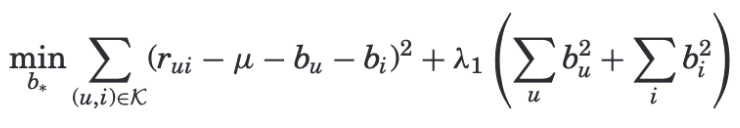 $$\min_{b_*} \sum_{(u,i)\in\mathcal{K}} (r_{ui} - \mu - b_u - b_i)^2 + \lambda_1 \left( \sum_u b_u^2 + \sum_i b_i^2 \right)$$